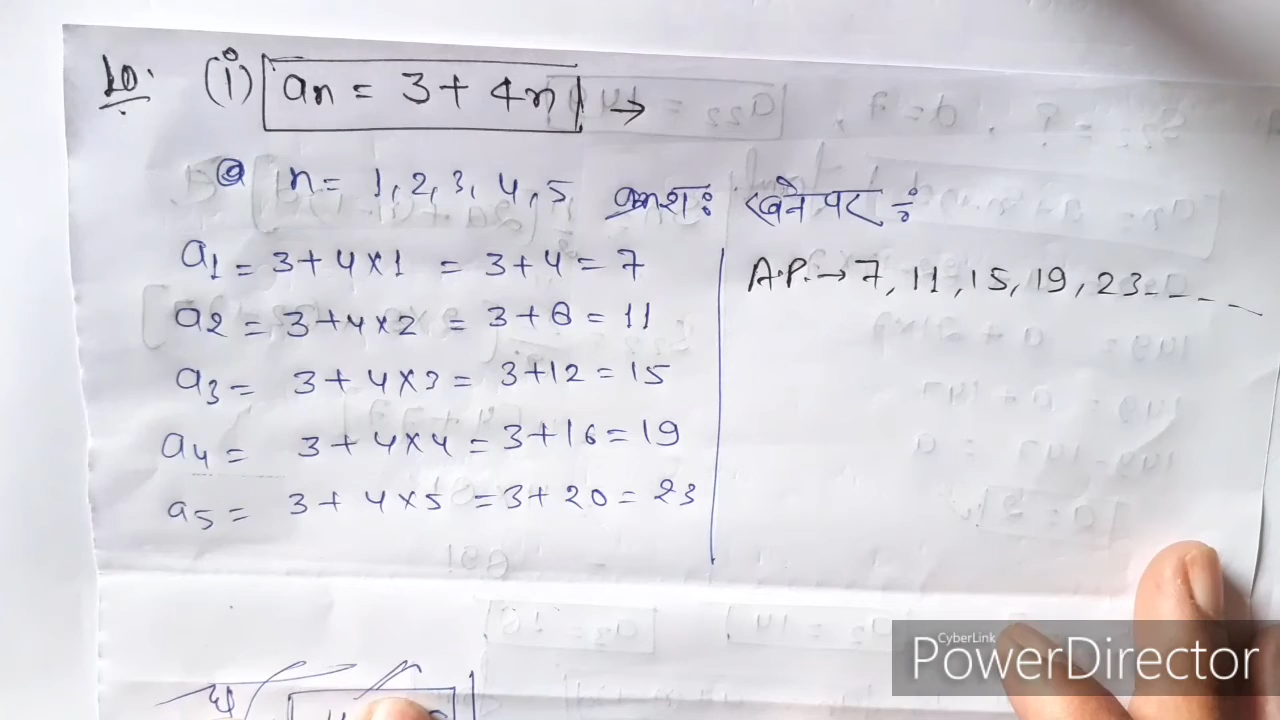 10. (i) an = 3 + 4n →
n = 1, 2, 3, 4, 5 क्रमशः रखने पर ÷
a1 = 3 + 4 × 1 = 3 + 4 = 7
a2 = 3 + 4 × 2 = 3 + 8 = 11
a3 = 3 + 4 × 3 = 3 + 12 = 15
a4 = 3 + 4 × 4 = 3 + 16 = 19
a5 = 3 + 4 × 5 = 3 + 20 = 23
A.P. → 7, 11, 15, 19, 23 - - - -
CyberLink
PowerDirector